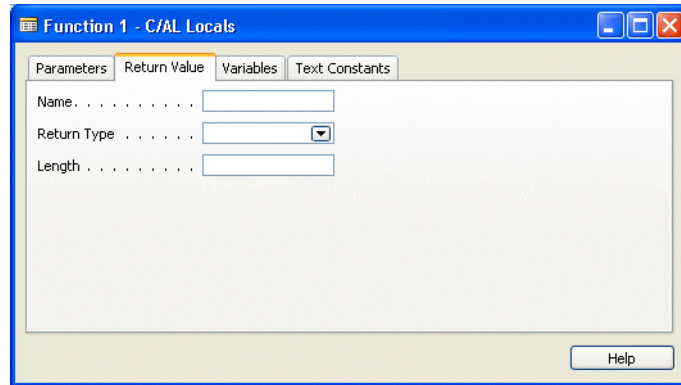 Function 1 - C/AL Locals
Parameters Return Value Variables Text Constants
Name. . . . . . . . . . .
Return Type . . . . . .
Length . . . . . . . . .
Help